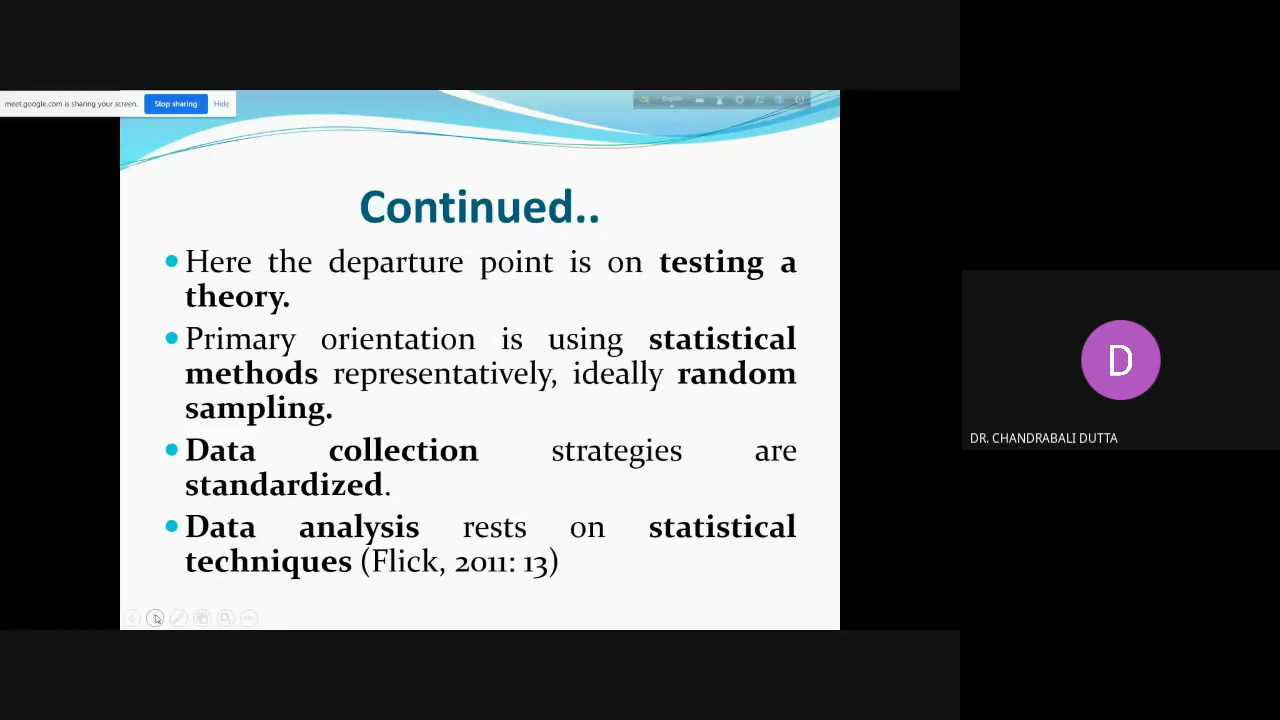 meet.google.com is sharing your screen. Stop sharing Hide
English
Continued..
Here the departure point is on testing a
theory.
Primary orientation is using statistical
methods representatively, ideally random
sampling.
Data collection strategies are
standardized.
Data analysis rests on statistical
techniques (Flick, 2011: 13)
D
DR. CHANDRABALI DUTTA